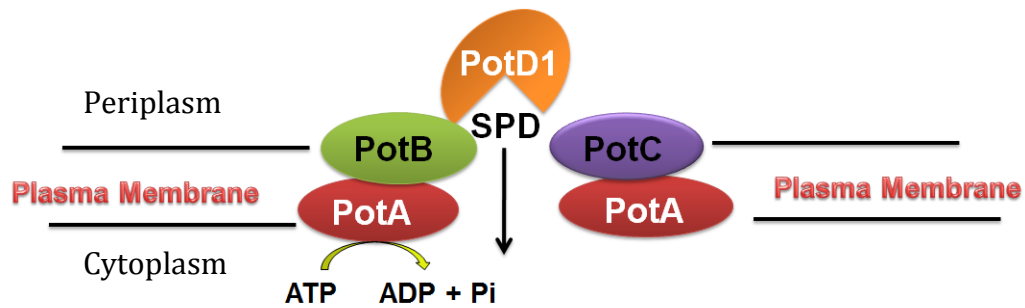 PotD1
Periplasm
SPD
PotB
PotC
Plasma Membrane
Plasma Membrane
PotA
PotA
Cytoplasm
ATP ADP + Pi